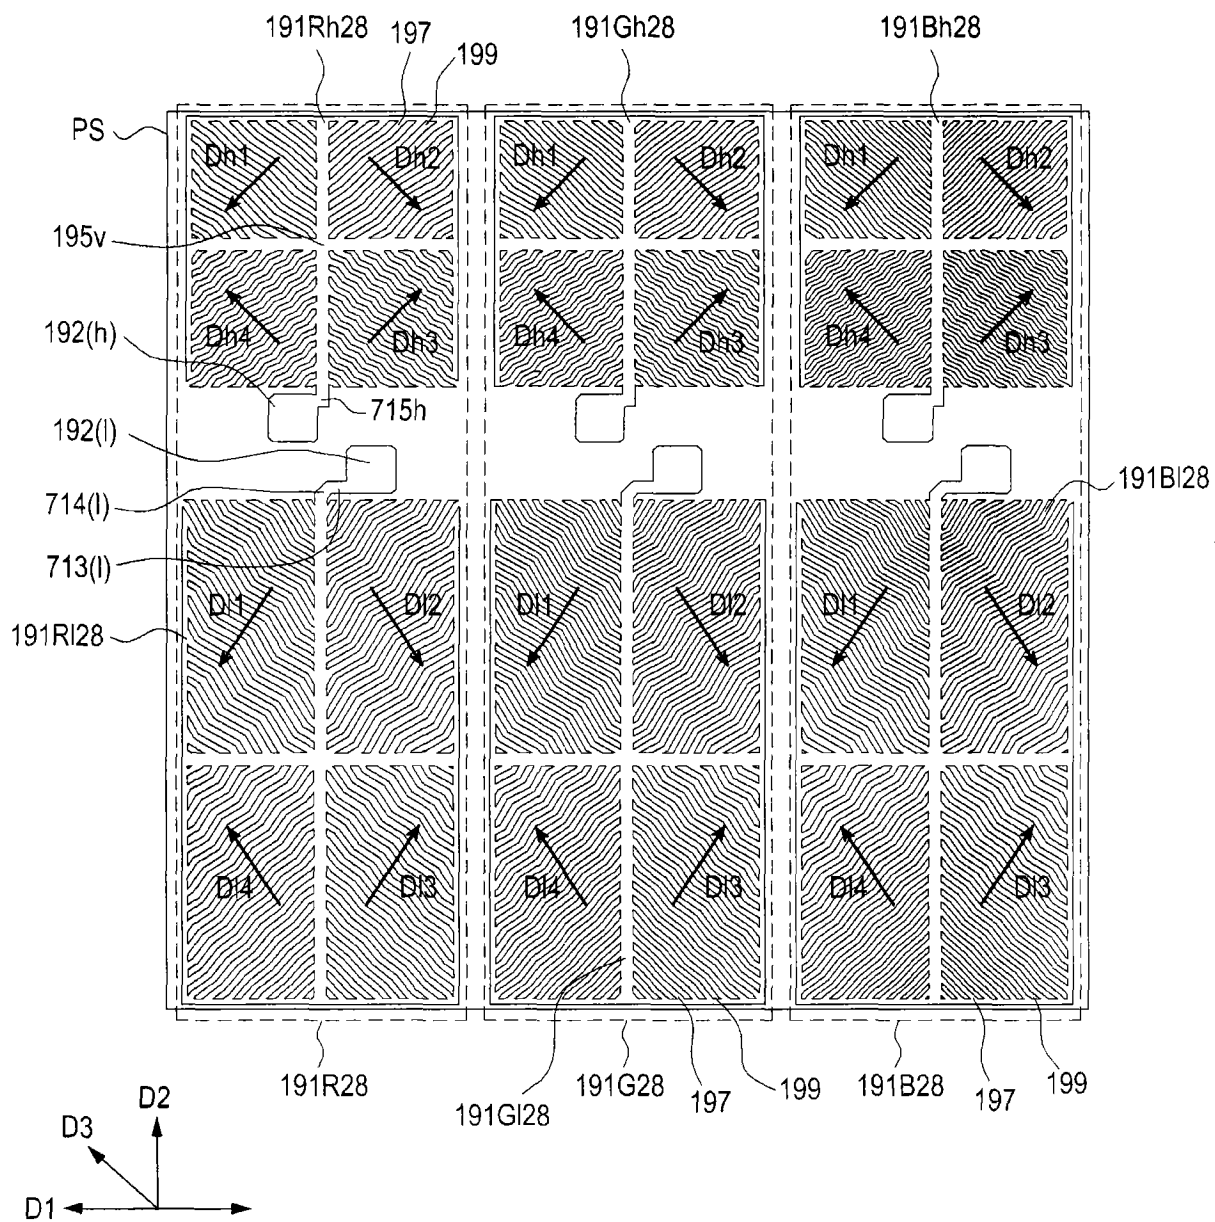 191Rh28 197 199 191Gh28 191Bh28
PS
Dh1 Dh2 Dh1 Dh2 Dh1 Dh2
195v
192(h)
Dh4 Dh3 Dh4 Dh3 Dh4 Dh3
715h
192(l)
191Bl28
714(l)
713(l)
Dl1 Dl2 Dl1 Dl2 Dl1 Dl2
191Rl28
Dl4 Dl3 Dl4 Dl3 Dl4 Dl3
191R28 191Gl28 191G28 197 199 191B28 197 199
D2
D3
D1